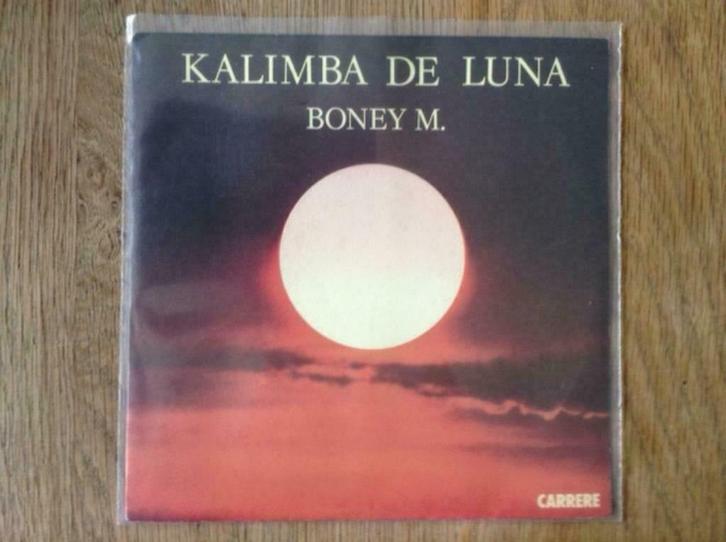 KALIMBA DE LUNA
BONEY M.
CARRERE